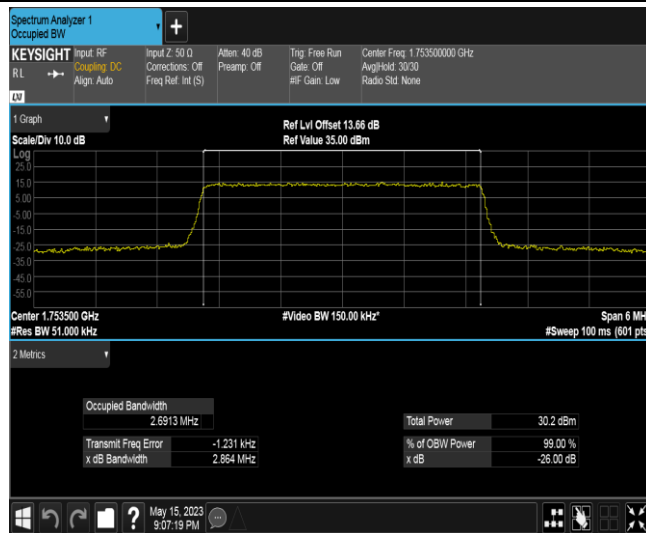 Spectrum Analyzer 1
Occupied BW
+
KEYSIGHT Input: RF Input Z: 50 Ω Atten: 40 dB Trig: Free Run Center Freq: 1.753500000 GHz
RL Coupling: DC Corrections: Off Preamp: Off Gate: Off Avg|Hold: 30/30
Align: Auto Freq Ref: Int (S) #IF Gain: Low Radio Std: None
LXI
1 Graph
Ref Lvl Offset 13.66 dB
Scale/Div 10.0 dB Ref Value 35.00 dBm
Log
25.0
15.0
5.00
-5.00
-15.0
-25.0
-35.0
-45.0
-55.0
Center 1.753500 GHz #Video BW 150.00 kHz* Span 6 MH
#Res BW 51.000 kHz #Sweep 100 ms (601 pts
2 Metrics
Occupied Bandwidth
2.6913 MHz Total Power 30.2 dBm
Transmit Freq Error -1.231 kHz % of OBW Power 99.00 %
x dB Bandwidth 2.864 MHz x dB -26.00 dB
? May 15, 2023
9:07:19 PM